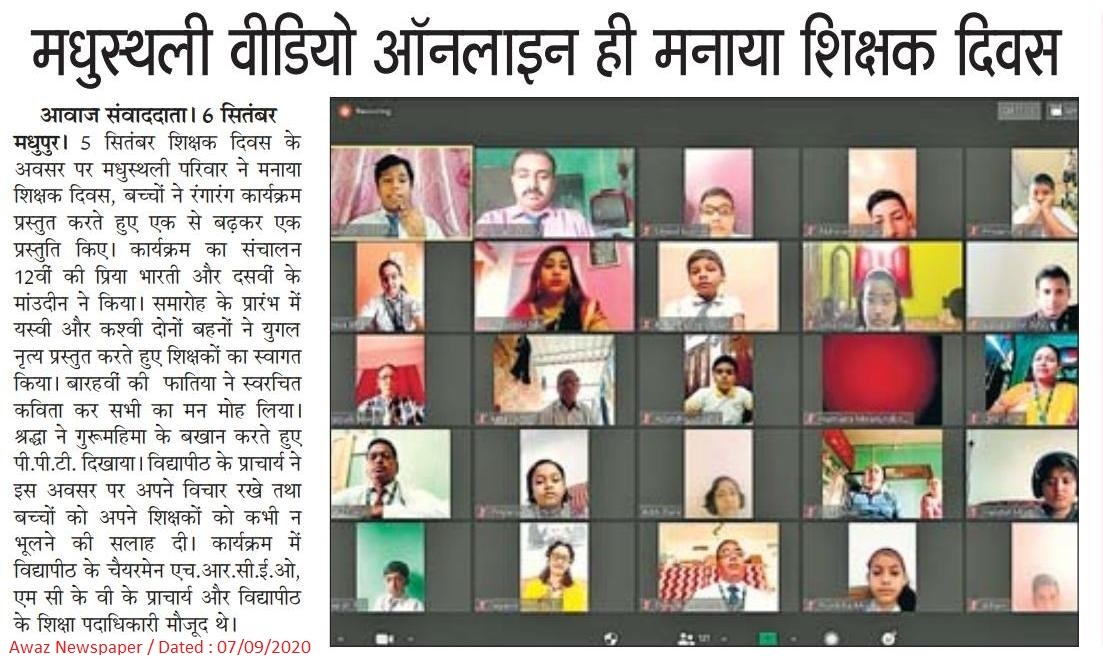 मधुस्थली वीडियो ऑनलाइन ही मनाया शिक्षक दिवस
आवाज संवाददाता। 6 सितंबर
मधुपुर। 5 सितंबर शिक्षक दिवस के
अवसर पर मधुस्थली परिवार ने मनाया
शिक्षक दिवस, बच्चों ने रंगारंग कार्यक्रम
प्रस्तुत करते हुए एक से बढ़कर एक
प्रस्तुति किए। कार्यक्रम का संचालन
12वीं की प्रिया भारती और दसवीं के
मांउदीन ने किया। समारोह के प्रारंभ में
यस्वी और कश्वी दोनों बहनों ने युगल
नृत्य प्रस्तुत करते हुए शिक्षकों का स्वागत
किया। बारहवीं की फातिया ने स्वरचित
कविता कर सभी का मन मोह लिया।
श्रद्धा ने गुरूमहिमा के बखान करते हुए
पी.पी.टी. दिखाया। विद्यापीठ के प्राचार्य ने
इस अवसर पर अपने विचार रखे तथा
बच्चों को अपने शिक्षकों को कभी न
भूलने की सलाह दी। कार्यक्रम में
विद्यापीठ के चैयरमेन एच.आर.सी.ई.ओ,
एम सी के वी के प्राचार्य और विद्यापीठ
के शिक्षा पदाधिकारी मौजूद थे।
Awaz Newspaper / Dated : 07/09/2020
Recording